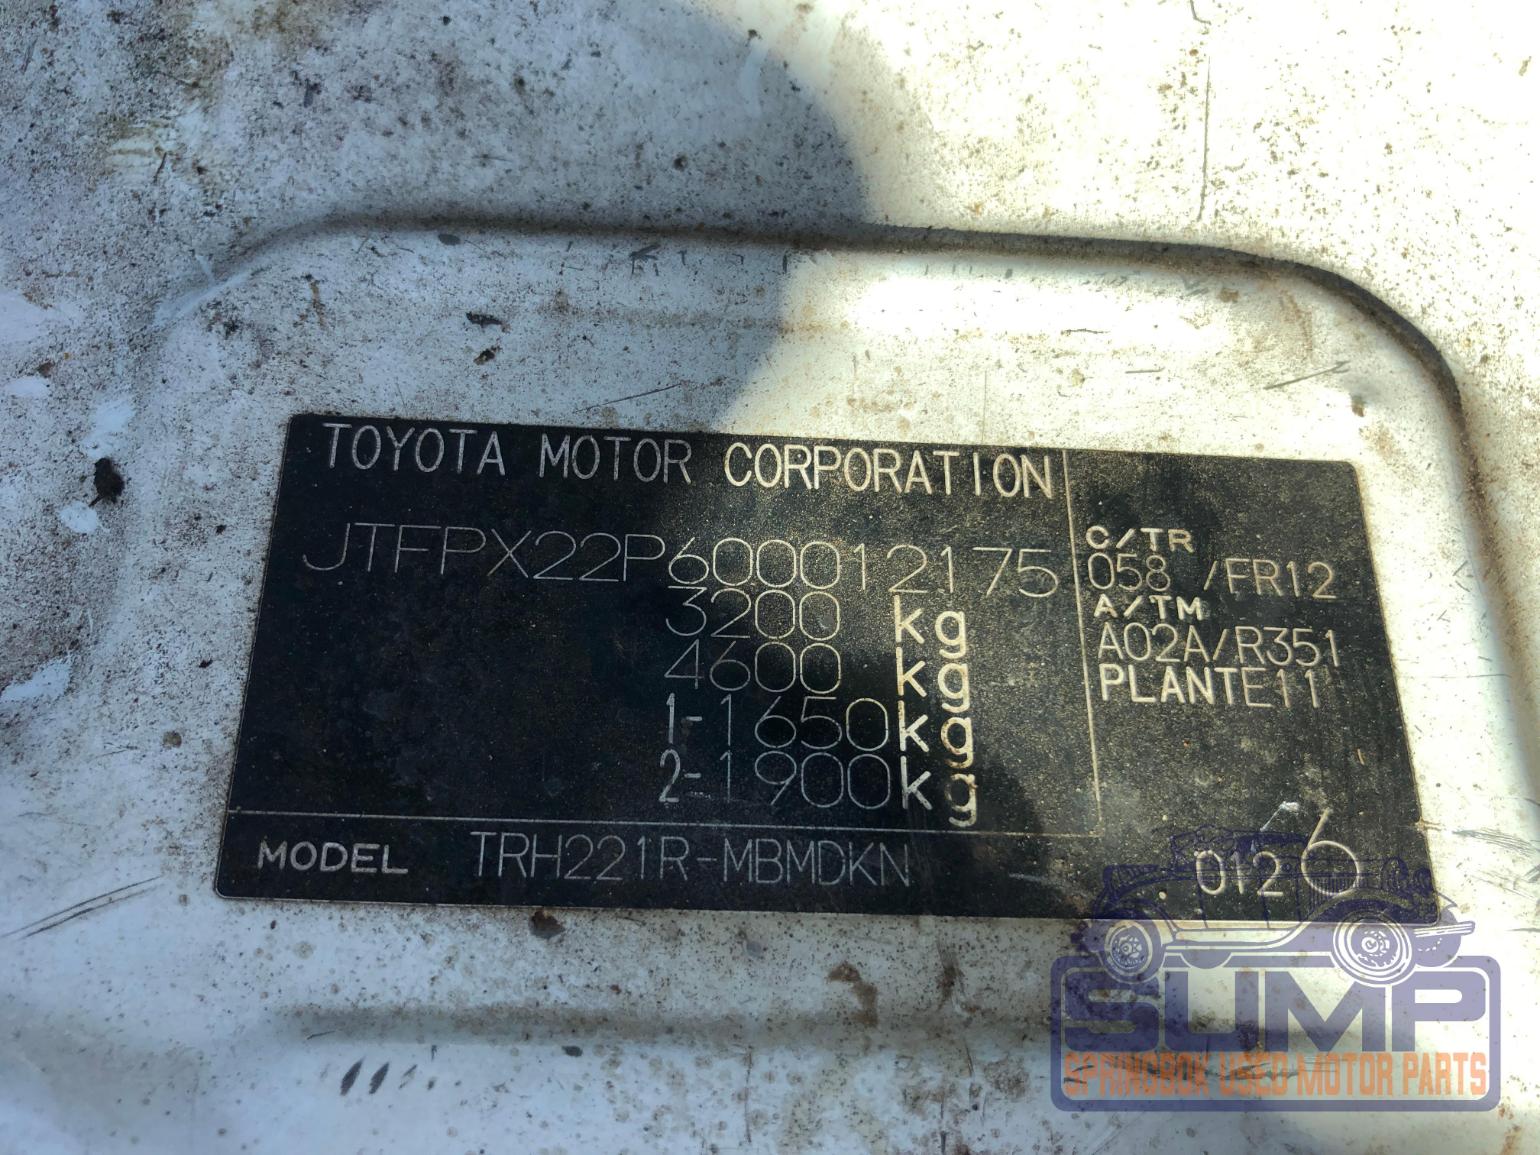 TOYOTA MOTOR CORPORATION
JTFPX22P600012175
3200 kg
4600 kg
1-1650kg
2-1900kg
C/TR
058 /FR12
A/TM
A02A/R351
PLANTE11
MODEL TRH221R-MBMDKN
0126
SUMP
SPRINGBOK USED MOTOR PARTS